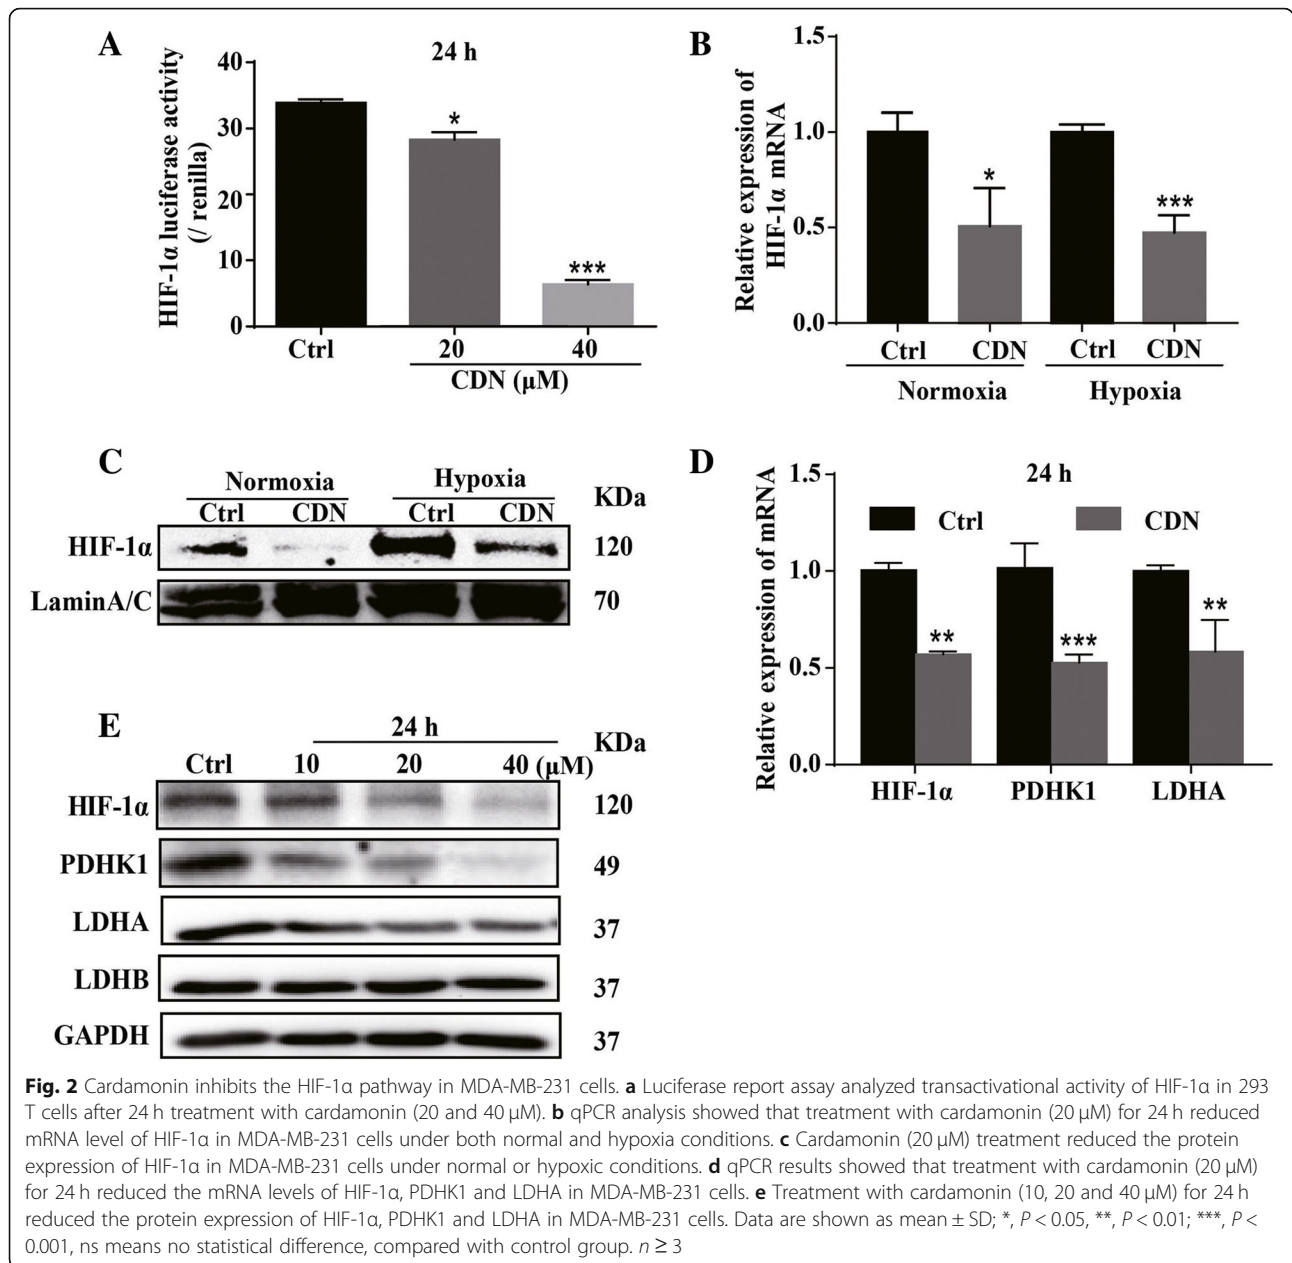 A
24 h
HIF-1α luciferase activity
(/ renilla)
40
30
20
10
0
*
***
Ctrl
20
40
CDN (μM)
B
Relative expression of
HIF-1α mRNA
1.5
1.0
0.5
0.0
*
***
Ctrl CDN Ctrl CDN
Normoxia Hypoxia
C
Normoxia Hypoxia
KDa
Ctrl CDN Ctrl CDN
HIF-1α 120
LaminA/C 70
D
24 h
Relative expression of mRNA
1.5
1.0
0.5
0.0
Ctrl CDN
**
***
**
HIF-1α PDHK1 LDHA
E
24 h
KDa
Ctrl 10 20 40 (μM)
HIF-1α 120
PDHK1 49
LDHA 37
LDHB 37
GAPDH 37
Fig. 2 Cardamonin inhibits the HIF-1α pathway in MDA-MB-231 cells. a Luciferase report assay analyzed transactivational activity of HIF-1α in 293
T cells after 24 h treatment with cardamonin (20 and 40 μM). b qPCR analysis showed that treatment with cardamonin (20 μM) for 24 h reduced
mRNA level of HIF-1α in MDA-MB-231 cells under both normal and hypoxia conditions. c Cardamonin (20 μM) treatment reduced the protein
expression of HIF-1α in MDA-MB-231 cells under normal or hypoxic conditions. d qPCR results showed that treatment with cardamonin (20 μM)
for 24 h reduced the mRNA levels of HIF-1α, PDHK1 and LDHA in MDA-MB-231 cells. e Treatment with cardamonin (10, 20 and 40 μM) for 24 h
reduced the protein expression of HIF-1α, PDHK1 and LDHA in MDA-MB-231 cells. Data are shown as mean ± SD; *, P < 0.05, **, P < 0.01; ***, P <
0.001, ns means no statistical difference, compared with control group. n ≥ 3